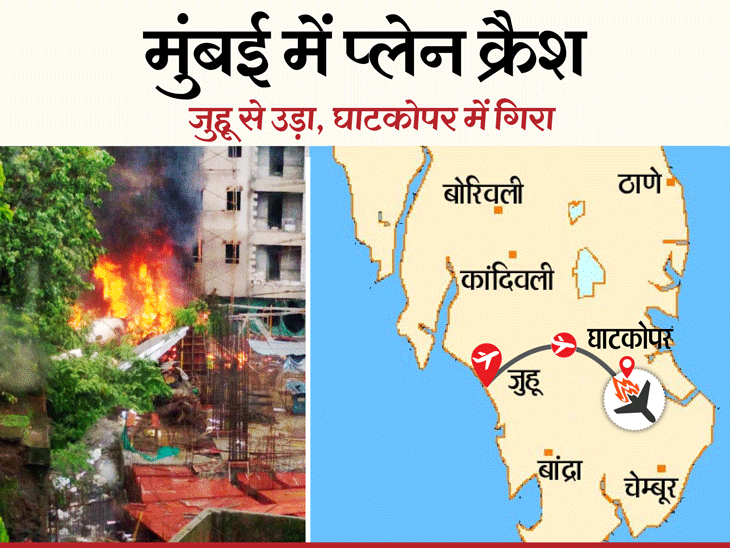 मुंबई में प्लेन क्रैश
जुहू से उड़ा, घाटकोपर में गिरा
बोरिवली
ठाणे
कांदिवली
घाटकोपर
जुहू
बांद्रा
चेम्बूर